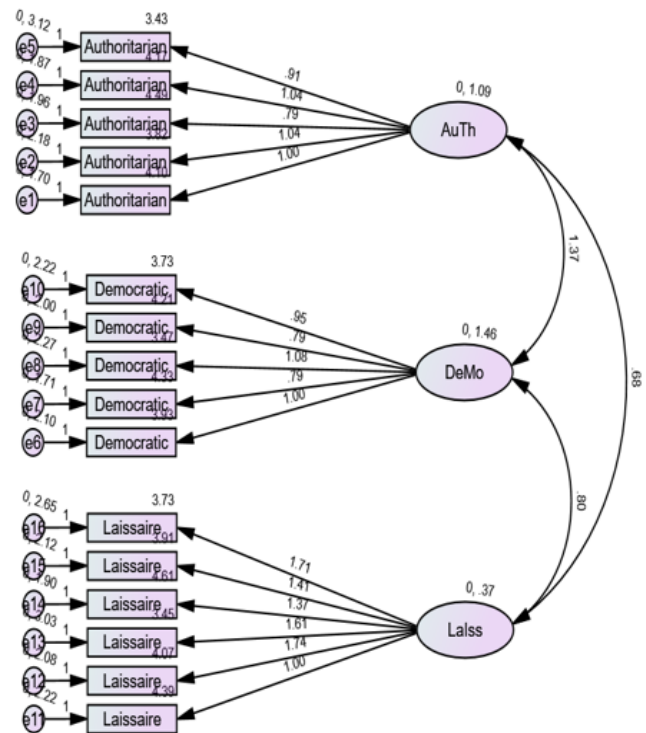 3.43
0, 3.12
e5 1 Authoritarian .91
4.17
e4 1 Authoritarian 1.04
4.49
e3 1 Authoritarian .79
e2 1 Authoritarian 1.04
4.10
e1 1 Authoritarian 1.00
0, 1.09
AuTh
1.37
3.73
0, 2.22
e10 1 Democratic .95
4.21
e9 1 Democratic .79
3.47
e8 1 Democratic 1.08
4.33
e7 1 Democratic .79
3.93
e6 1 Democratic 1.00
0, 1.46
DeMo
.68
.80
3.73
0, 2.65
e16 1 Laissaire 1.71
3.91
e15 1 Laissaire 1.41
4.61
e14 1 Laissaire 1.37
3.45
e13 1 Laissaire 1.61
4.07
e12 1 Laissaire 1.74
4.39
e11 1 Laissaire 1.00
0, .37